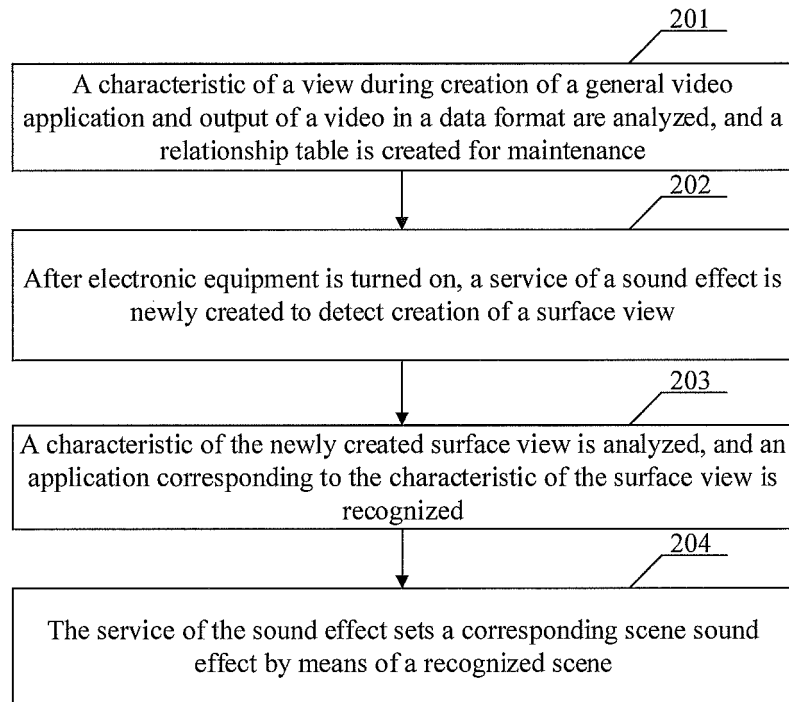 201
A characteristic of a view during creation of a general video
application and output of a video in a data format are analyzed, and a
relationship table is created for maintenance
202
After electronic equipment is turned on, a service of a sound effect is
newly created to detect creation of a surface view
203
A characteristic of the newly created surface view is analyzed, and an
application corresponding to the characteristic of the surface view is
recognized
204
The service of the sound effect sets a corresponding scene sound
effect by means of a recognized scene